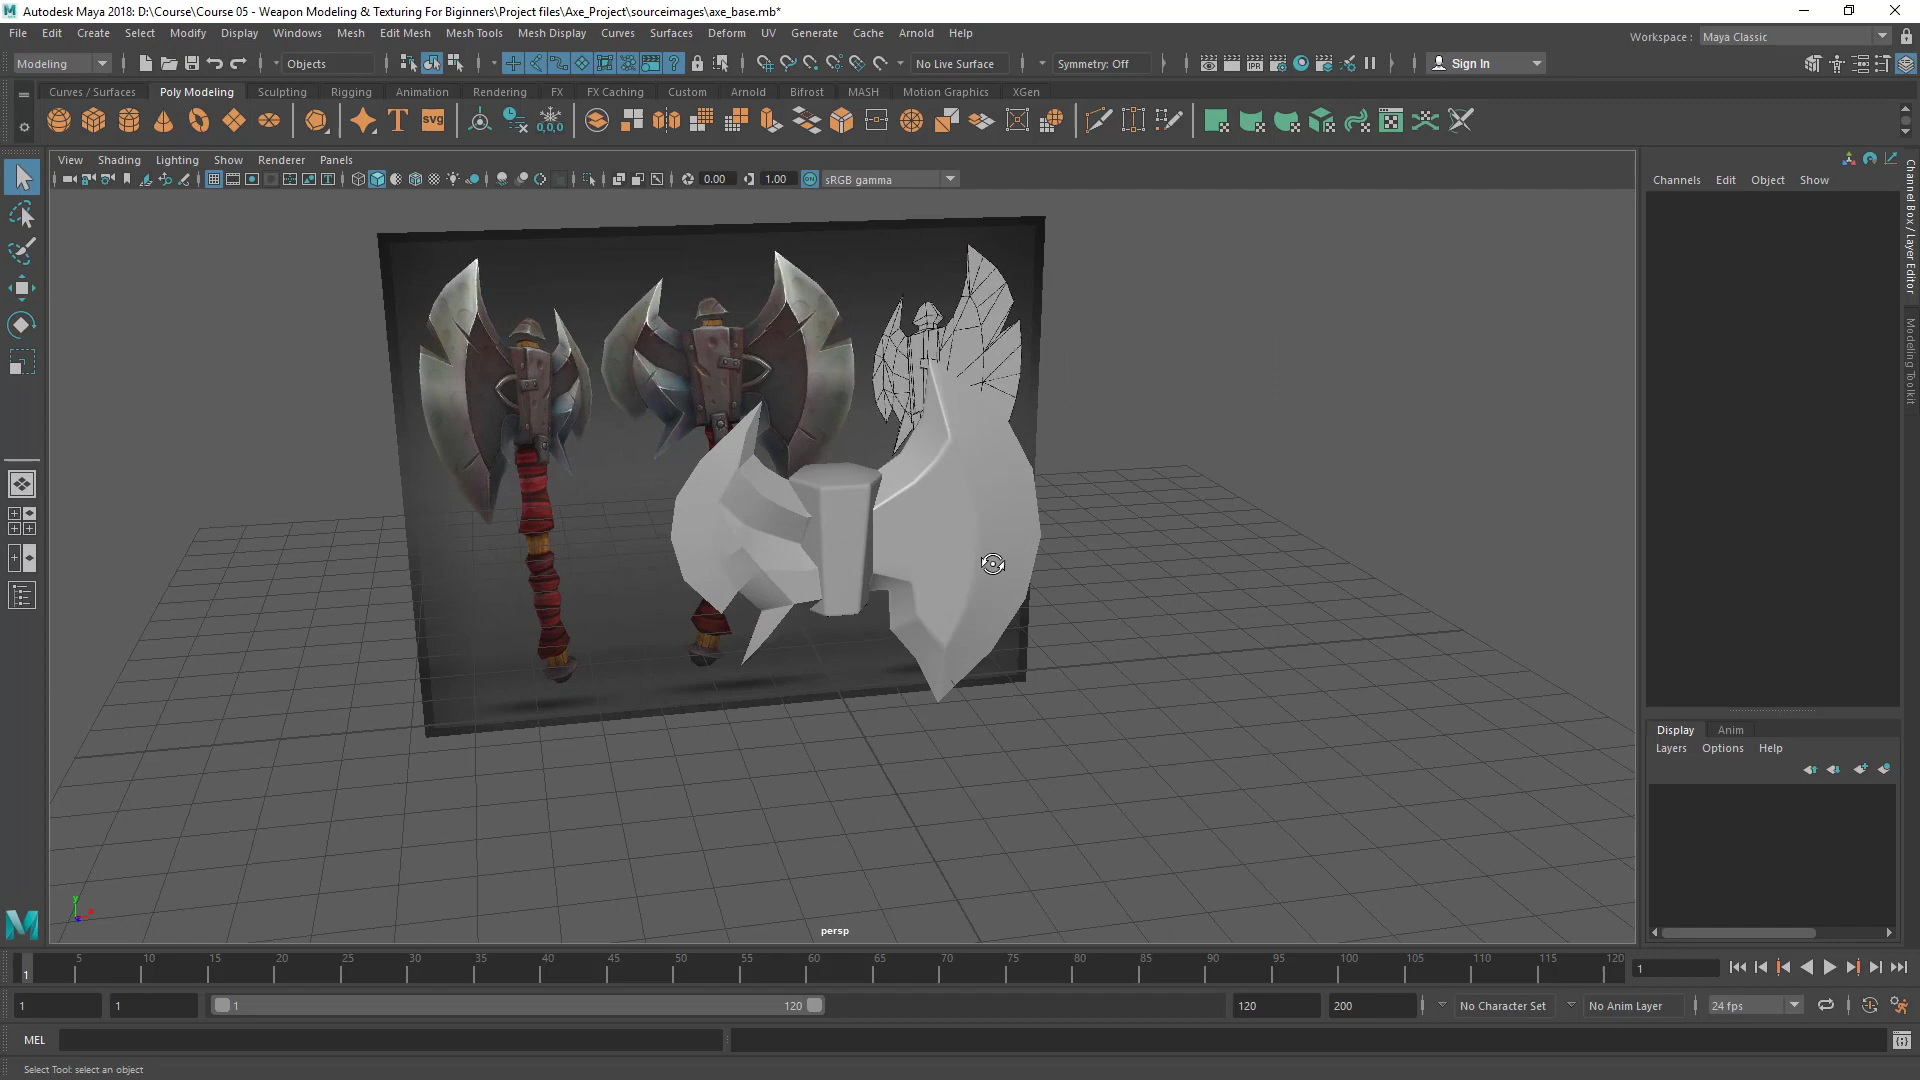 Autodesk Maya 2018: D:\Course\Course 05 - Weapon Modeling & Texturing For Biginners\Project files\Axe_Project\sourceimages\axe_base.mb*
File Edit Create Select Modify Display Windows Mesh Edit Mesh Mesh Tools Mesh Display Curves Surfaces Deform UV Generate Cache Arnold Help
Workspace : Maya Classic
Modeling Objects No Live Surface Symmetry: Off Sign In
Curves / Surfaces Poly Modeling Sculpting Rigging Animation Rendering FX FX Caching Custom Arnold Bifrost MASH Motion Graphics XGen
T svg 0,0,0
View Shading Lighting Show Renderer Panels
0.00 1.00 ON sRGB gamma
Channels Edit Object Show
Channel Box / Layer Editor
Modeling Toolkit
Display Anim
Layers Options Help
y
persp
5 10 15 20 25 30 35 40 45 50 55 60 65 70 75 80 85 90 95 100 105 110 115 120
1 1
1 1 1 120 120 200 No Character Set No Anim Layer 24 fps
MEL
Select Tool: select an object